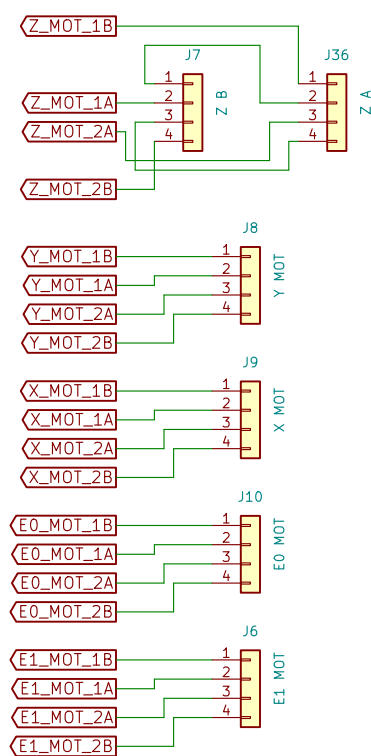 Z_MOT_1B
J7
J36
1
2
3
4
Z B
1
2
3
4
Z A
Z_MOT_1A
Z_MOT_2A
Z_MOT_2B
J8
Y_MOT_1B
Y_MOT_1A
Y_MOT_2A
Y_MOT_2B
1
2
3
4
Y MOT
J9
X_MOT_1B
X_MOT_1A
X_MOT_2A
X_MOT_2B
1
2
3
4
X MOT
J10
E0_MOT_1B
E0_MOT_1A
E0_MOT_2A
E0_MOT_2B
1
2
3
4
E0 MOT
J6
E1_MOT_1B
E1_MOT_1A
E1_MOT_2A
E1_MOT_2B
1
2
3
4
E1 MOT